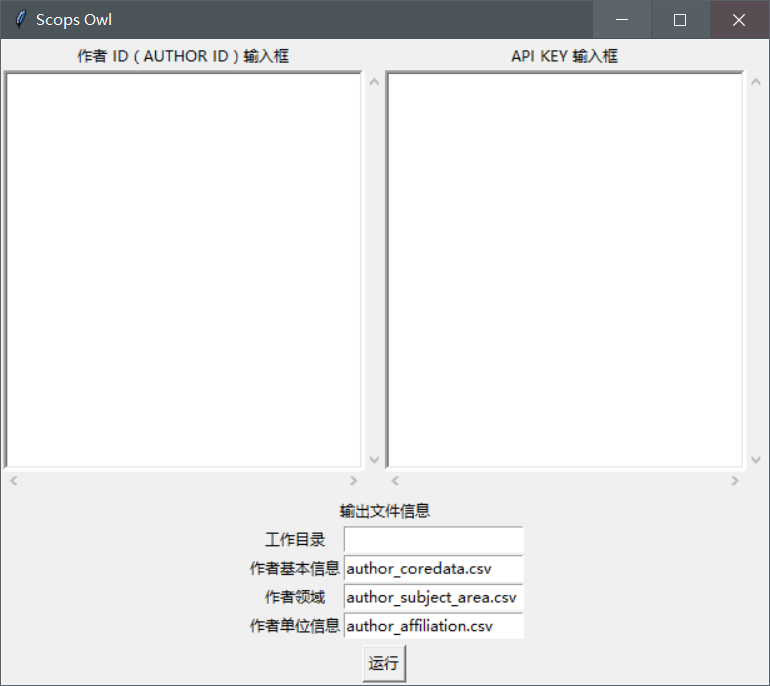 Scops Owl
作者 ID ( AUTHOR ID ) 输入框
API KEY 输入框
输出文件信息
工作目录
作者基本信息 author_coredata.csv
作者领域 author_subject_area.csv
作者单位信息 author_affiliation.csv
运行